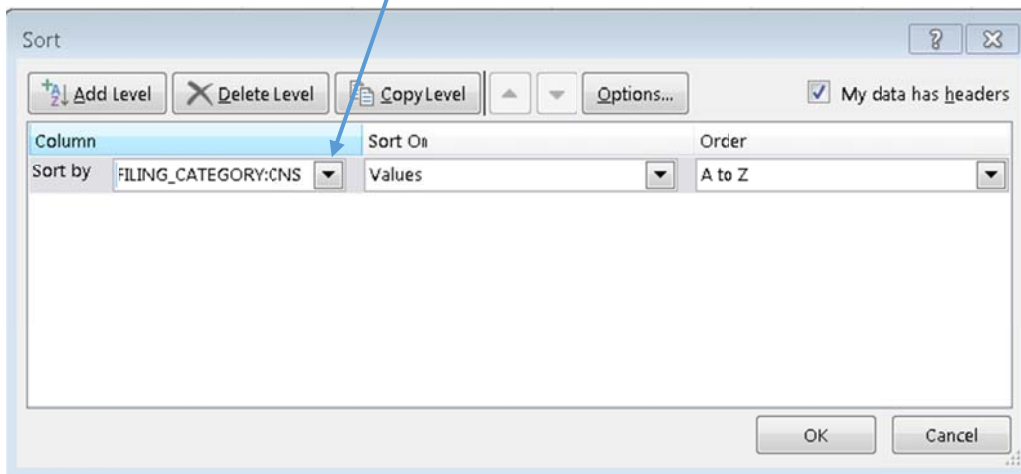 Sort
Add Level Delete Level Copy Level Options... My data has headers
Column Sort On Order
Sort by FILING_CATEGORY:CNS Values A to Z
OK Cancel